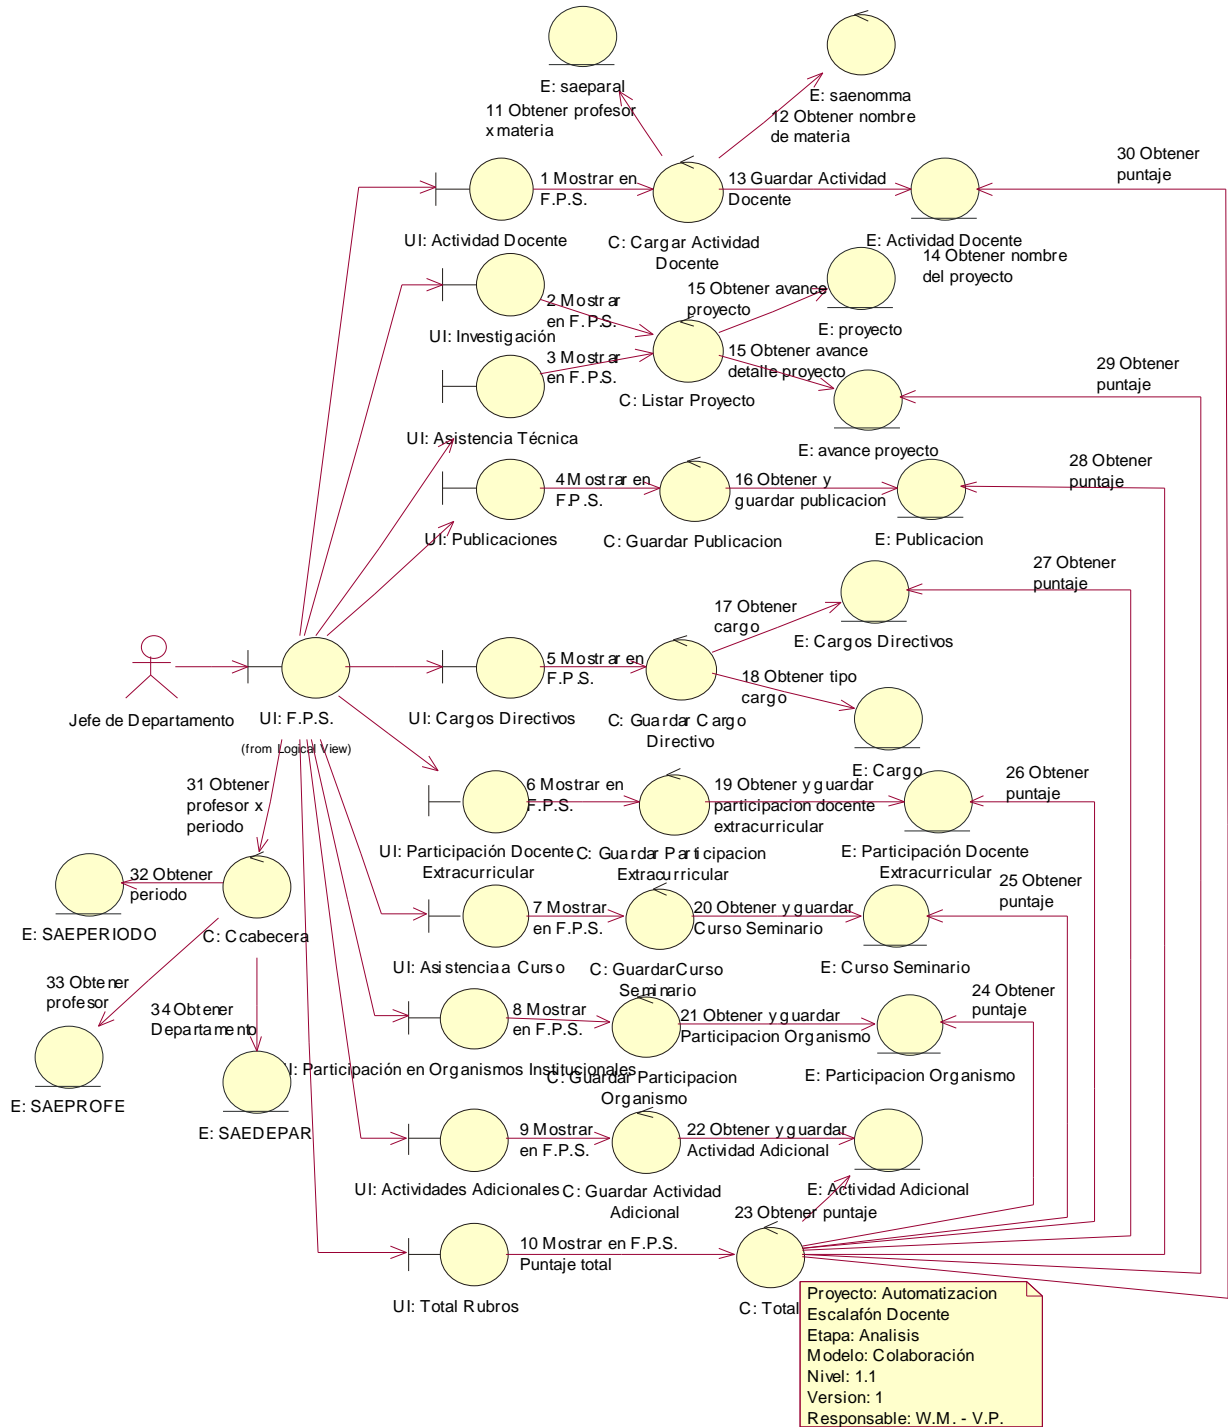 E: saeparal
E: saenomma
11 Obtener profesor
x materia
12 Obtener nombre
de materia
30 Obtener
puntaje
1 Mostrar en
F.P.S.
13 Guardar Actividad
Docente
UI: Actividad Docente
C: Cargar Actividad
Docente
E: Actividad Docente
14 Obtener nombre
del proyecto
15 Obtener avance
proyecto
2 Mostrar
en F.P.S.
UI: Investigación
E: proyecto
3 Mostrar
en F.P.S.
15 Obtener avance
detalle proyecto
29 Obtener
puntaje
C: Listar Proyecto
UI: Asistencia Técnica
E: avance proyecto
28 Obtener
puntaje
4 Mostrar en
F.P.S.
16 Obtener y
guardar publicacion
UI: Publicaciones
C: Guardar Publicacion
E: Publicacion
27 Obtener
puntaje
17 Obtener
cargo
E: Cargos Directivos
5 Mostrar en
F.P.S.
18 Obtener tipo
cargo
Jefe de Departamento
UI: F.P.S.
(from Logical View)
UI: Cargos Directivos
C: Guardar Cargo
Directivo
E: Cargo
26 Obtener
puntaje
31 Obtener
profesor x
periodo
6 Mostrar en
F.P.S.
19 Obtener y guardar
participacion docente
extracurricular
UI: Participación Docente
Extracurricular
C: Guardar Participacion
Extracurricular
E: Participación Docente
Extracurricular
32 Obtener
periodo
25 Obtener
puntaje
7 Mostrar
en F.P.S.
20 Obtener y guardar
Curso Seminario
E: SAEPERIODO
C: Ccabecera
UI: Asistencia a Curso
C: Guardar Curso
Seminario
E: Curso Seminario
33 Obtener
profesor
24 Obtener
puntaje
34 Obtener
Departamento
8 Mostrar
en F.P.S.
21 Obtener y guardar
Participacion Organismo
I: Participación en Organismos Institucionales
C: Guardar Participacion
Organismo
E: Participacion Organismo
E: SAEPROFE
E: SAEDEPAR
9 Mostrar
en F.P.S.
22 Obtener y guardar
Actividad Adicional
UI: Actividades Adicionales
C: Guardar Actividad
Adicional
E: Actividad Adicional
23 Obtener puntaje
10 Mostrar en F.P.S.
Puntaje total
UI: Total Rubros
C: Total
Proyecto: Automatizacion
Escalafón Docente
Etapa: Analisis
Modelo: Colaboración
Nivel: 1.1
Version: 1
Responsable: W.M. - V.P.